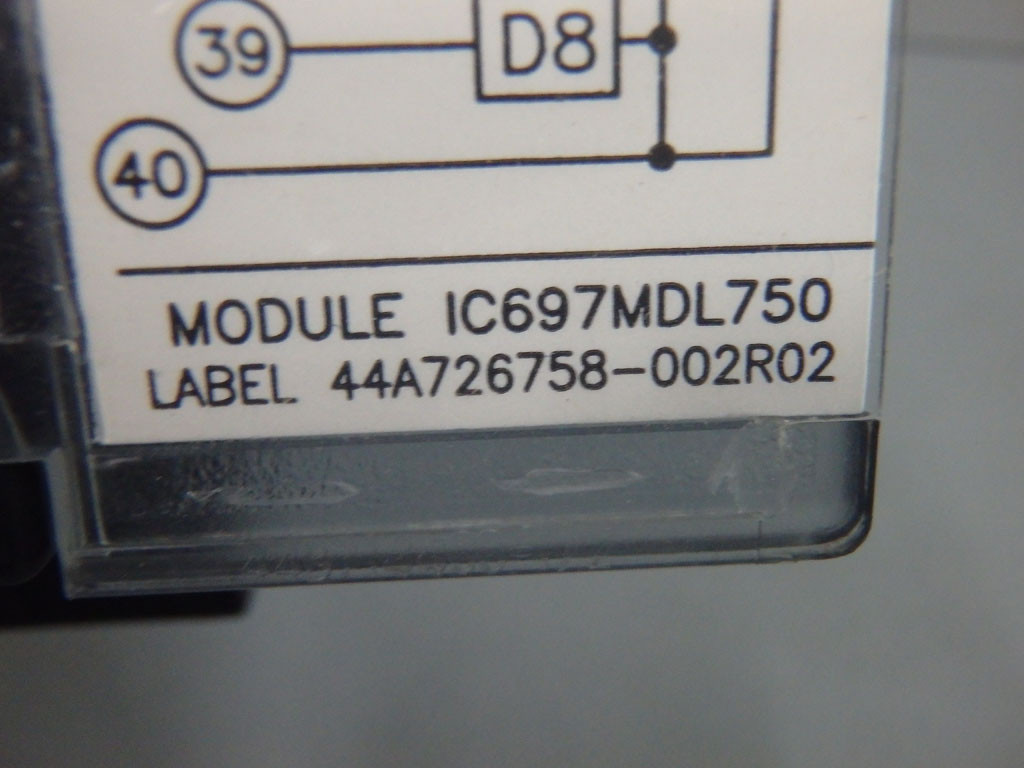 39 D8
40
MODULE IC697MDL750
LABEL 44A726758-002R02